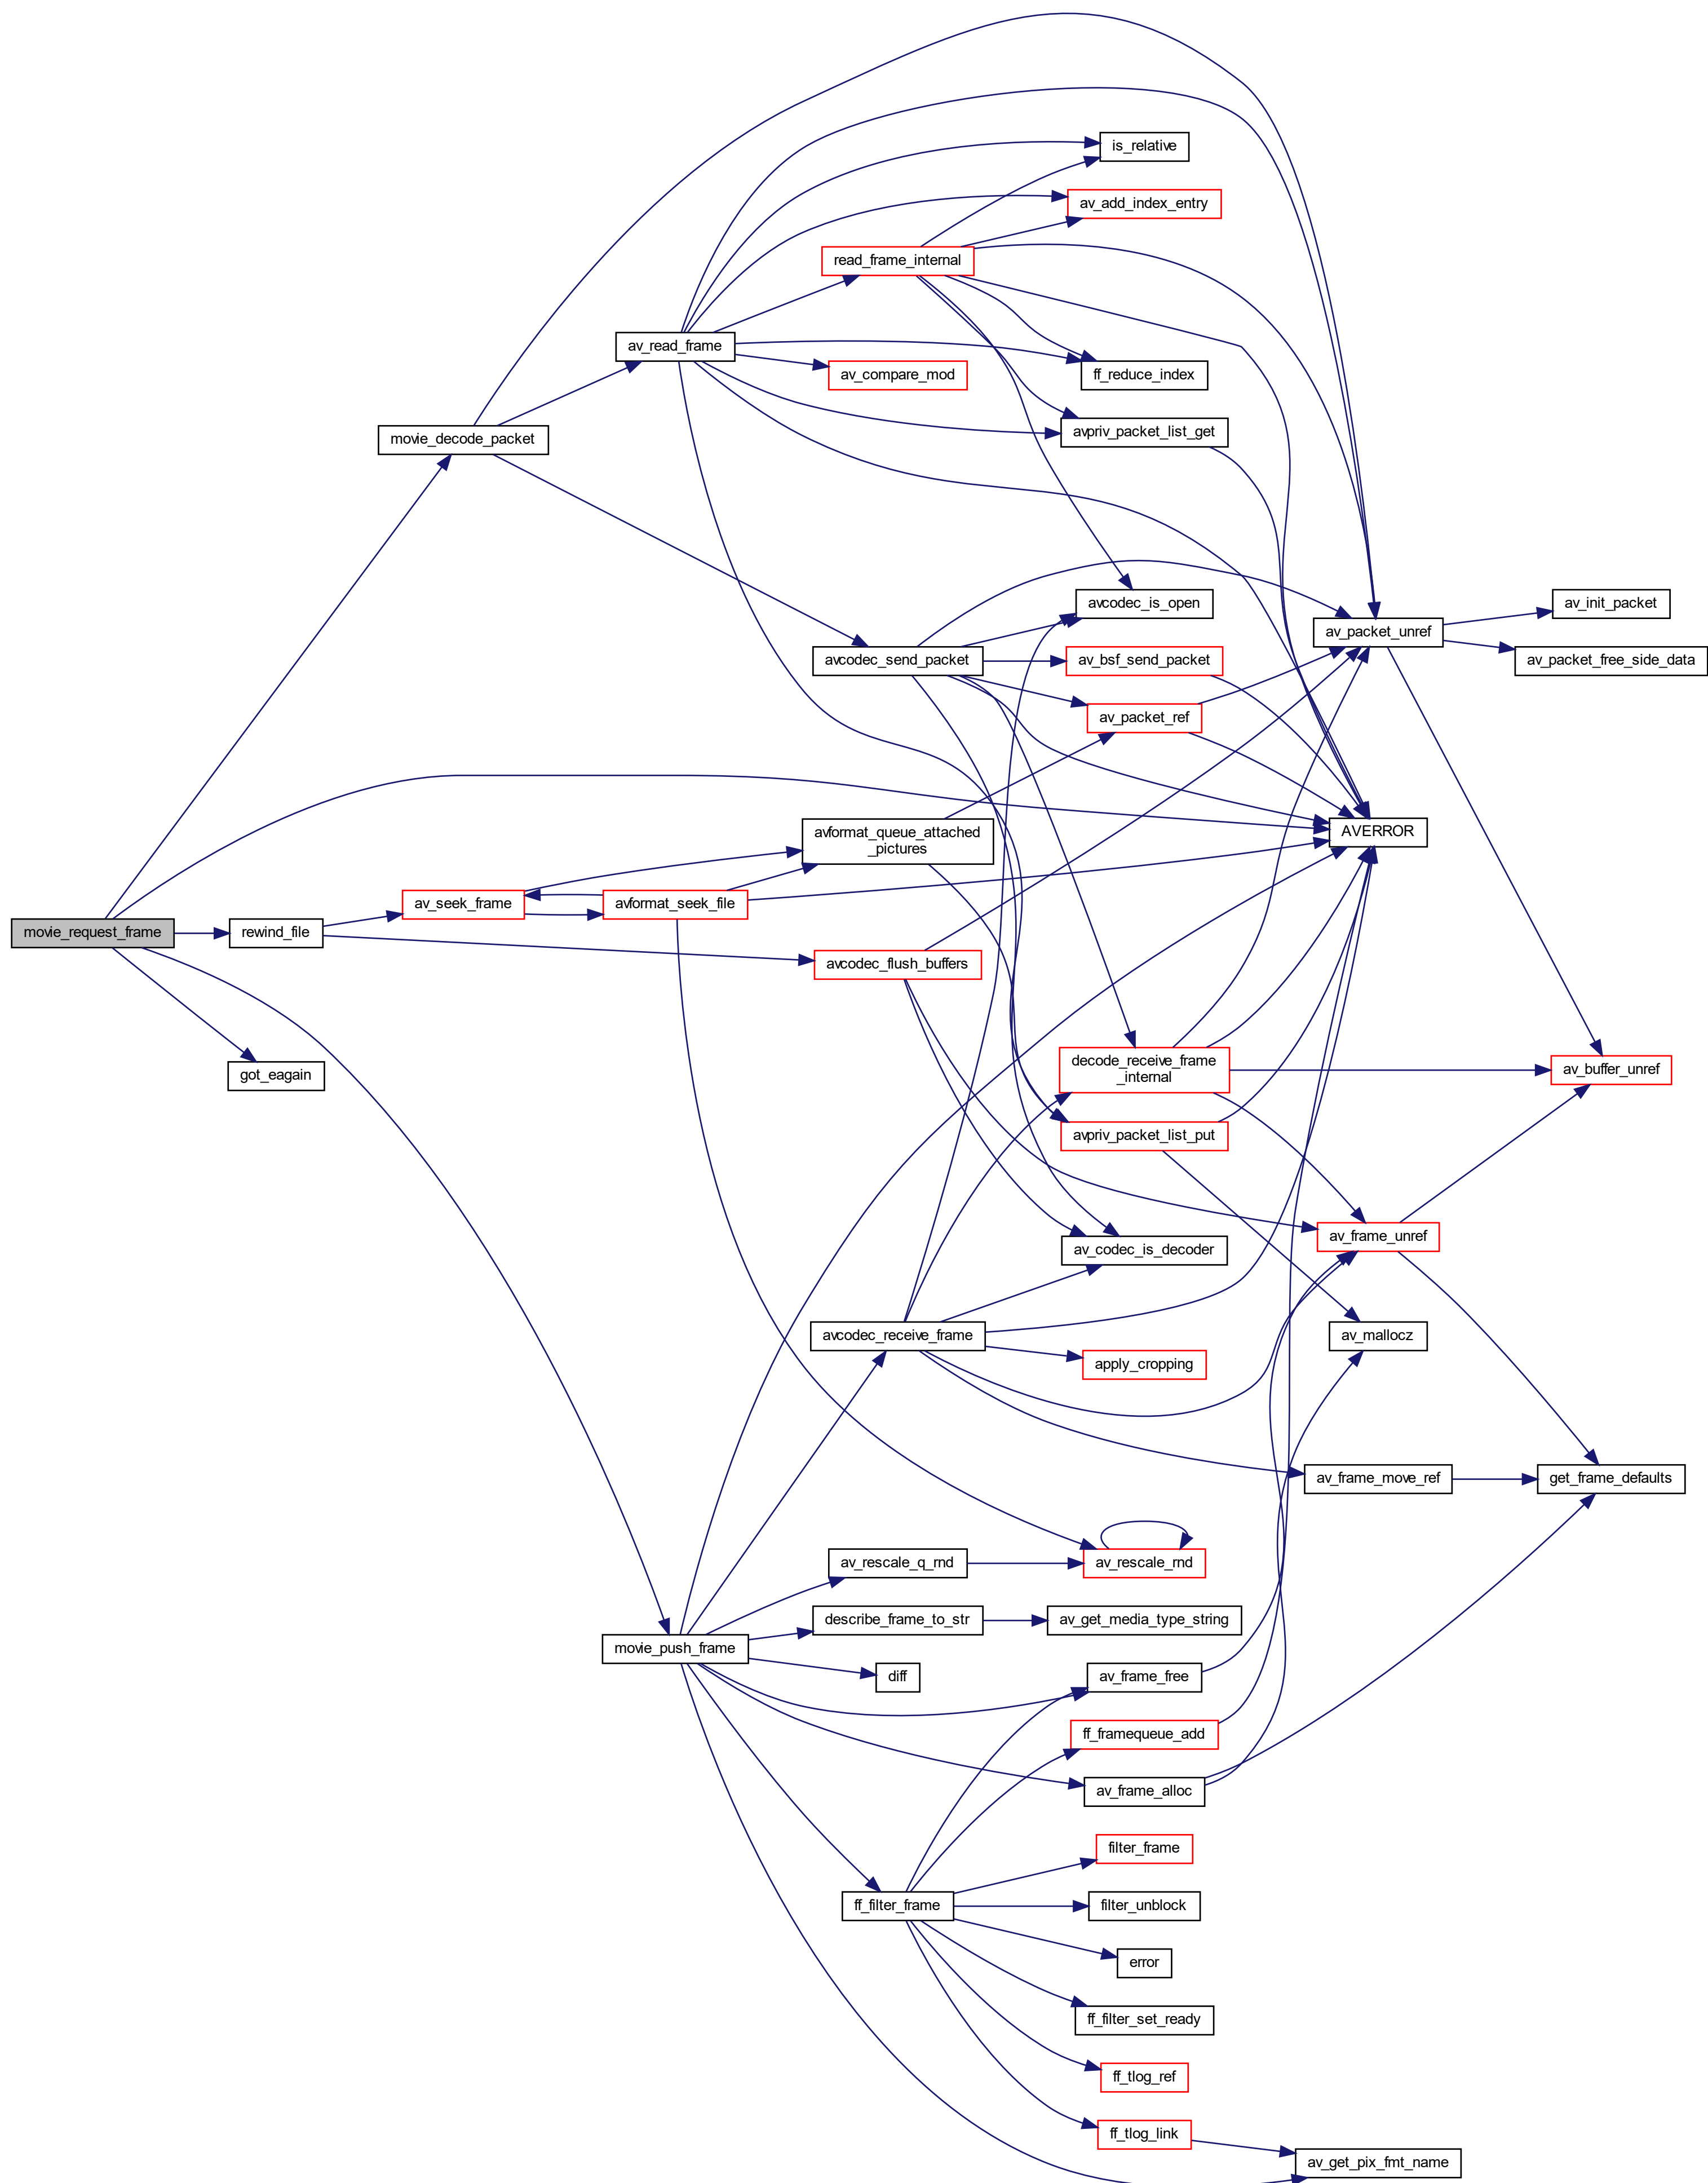 is_relative
av_add_index_entry
read_frame_internal
av_read_frame
av_compare_mod
ff_reduce_index
avpriv_packet_list_get
movie_decode_packet
avcodec_is_open
av_init_packet
av_packet_unref
avcodec_send_packet
av_bsf_send_packet
av_packet_free_side_data
av_packet_ref
avformat_queue_attached
_pictures
AVERROR
av_seek_frame
avformat_seek_file
movie_request_frame
rewind_file
avcodec_flush_buffers
got_eagain
decode_receive_frame
_internal
av_buffer_unref
avpriv_packet_list_put
av_frame_unref
av_codec_is_decoder
avcodec_receive_frame
av_mallocz
apply_cropping
av_frame_move_ref
get_frame_defaults
av_rescale_q_rnd
av_rescale_rnd
describe_frame_to_str
av_get_media_type_string
movie_push_frame
diff
av_frame_free
ff_framequeue_add
av_frame_alloc
filter_frame
ff_filter_frame
filter_unblock
error
ff_filter_set_ready
ff_tlog_ref
ff_tlog_link
av_get_pix_fmt_name